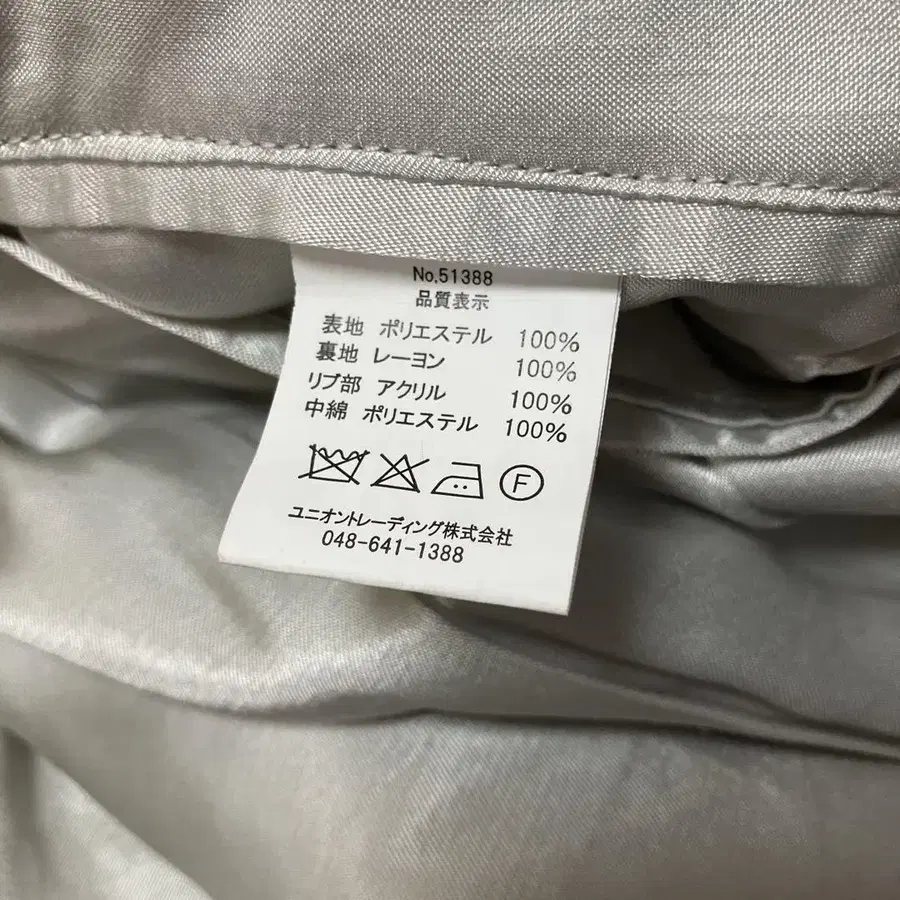 No.51388
品質表示
表地 ポリエステル 100%
裏地 レーヨン 100%
リブ部 アクリル 100%
中綿 ポリエステル 100%
F
ユニオントレーディング株式会社
048-641-1388